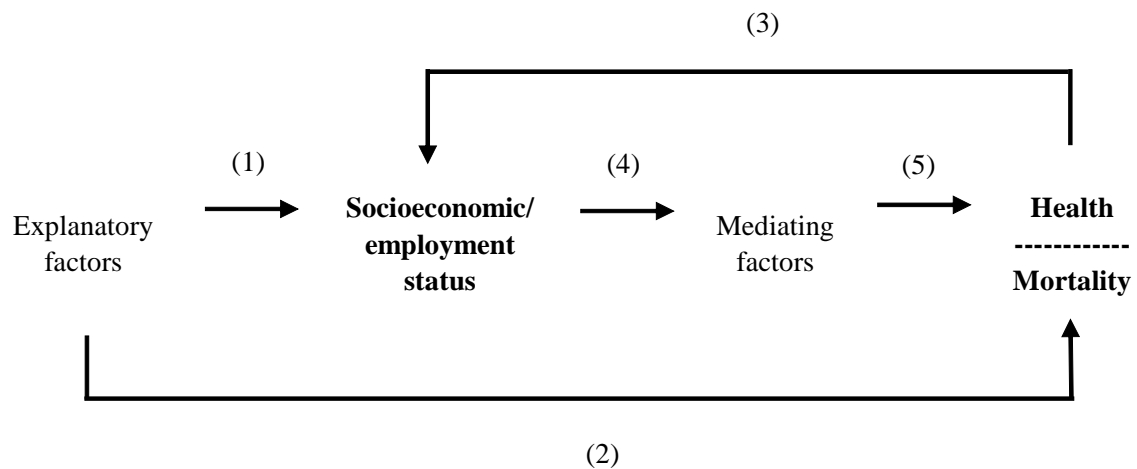 (3)
(1)
(4)
(5)
Explanatory
factors
Socioeconomic/
employment
status
Mediating
factors
Health
Mortality
(2)